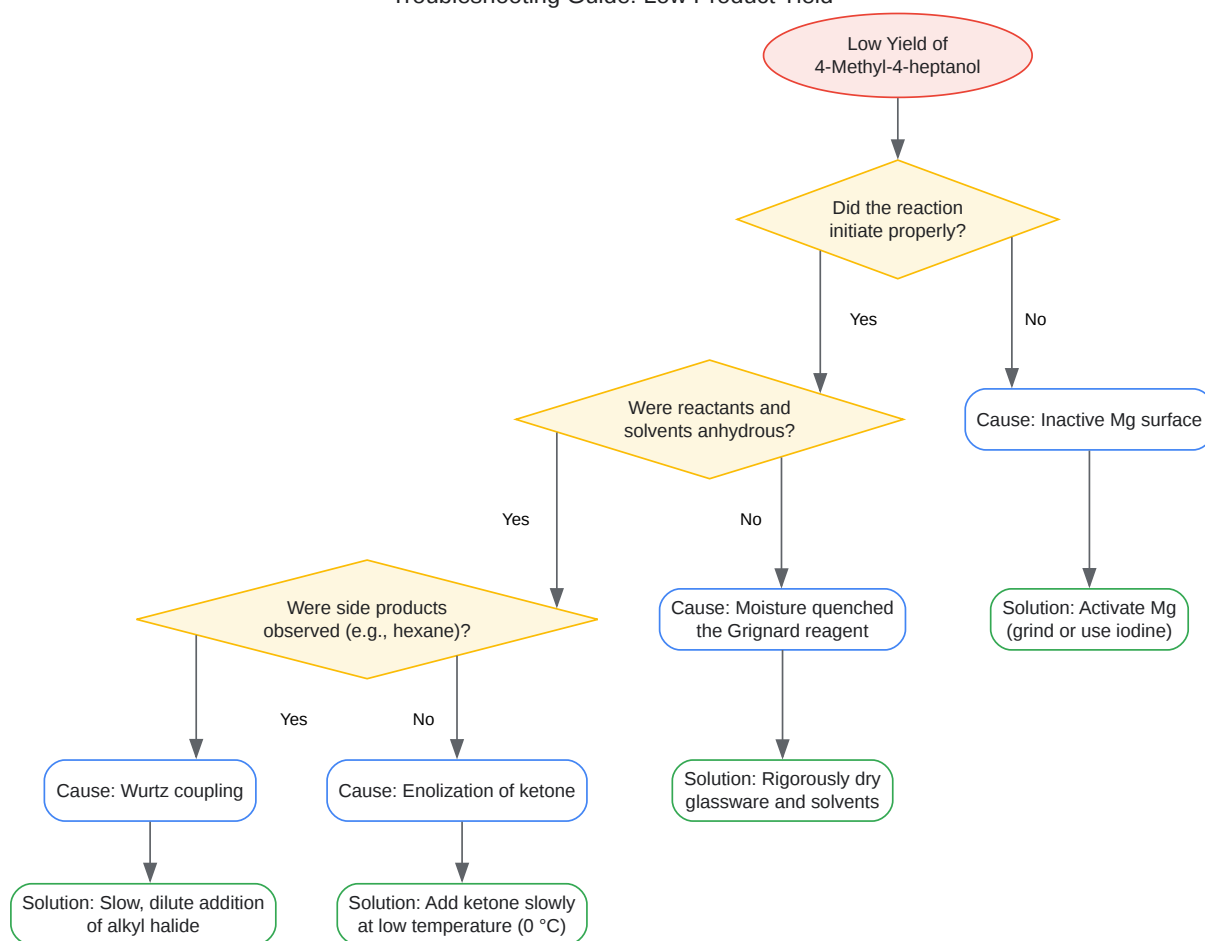 Troubleshooting Guide: Low Product Yield
Low Yield of
4-Methyl-4-heptanol
Did the reaction
initiate properly?
Yes
No
Were reactants and
solvents anhydrous?
Cause: Inactive Mg surface
Yes
No
Were side products
observed (e.g., hexane)?
Cause: Moisture quenched
the Grignard reagent
Solution: Activate Mg
(grind or use iodine)
Yes
No
Cause: Wurtz coupling
Cause: Enolization of ketone
Solution: Rigorously dry
glassware and solvents
Solution: Slow, dilute addition
of alkyl halide
Solution: Add ketone slowly
at low temperature (0 °C)